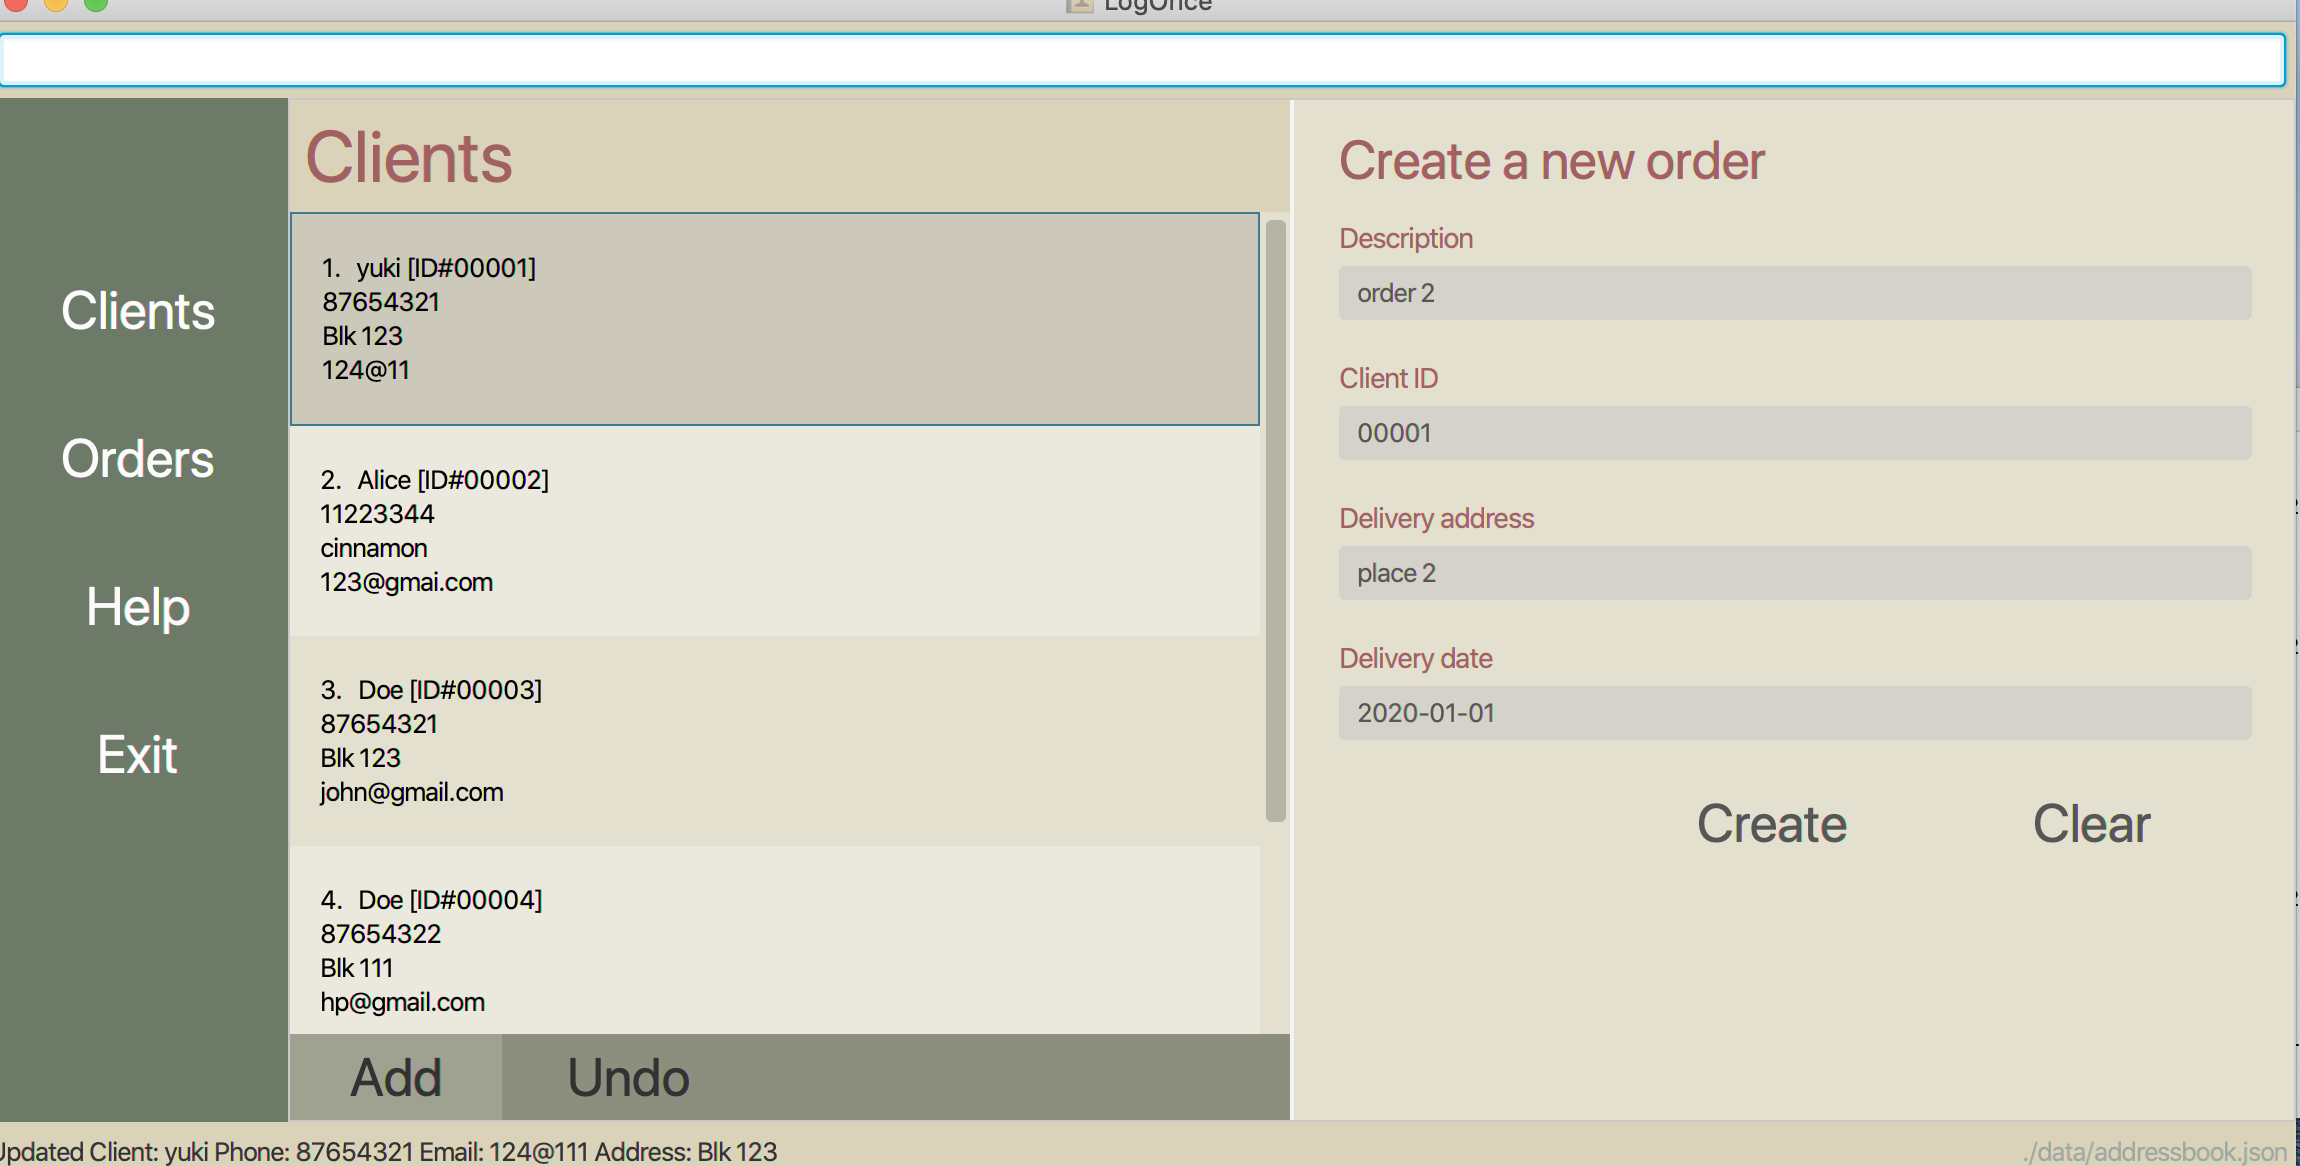 LogOnce
Clients
Orders
Help
Exit
Clients
1. yuki [ID#00001]
87654321
Blk 123
124@11
2. Alice [ID#00002]
11223344
cinnamon
123@gmai.com
3. Doe [ID#00003]
87654321
Blk 123
john@gmail.com
4. Doe [ID#00004]
87654322
Blk 111
hp@gmail.com
Add Undo
Create a new order
Description
order 2
Client ID
00001
Delivery address
place 2
Delivery date
2020-01-01
Create Clear
Updated Client: yuki Phone: 87654321 Email: 124@111 Address: Blk 123
./data/addressbook.json